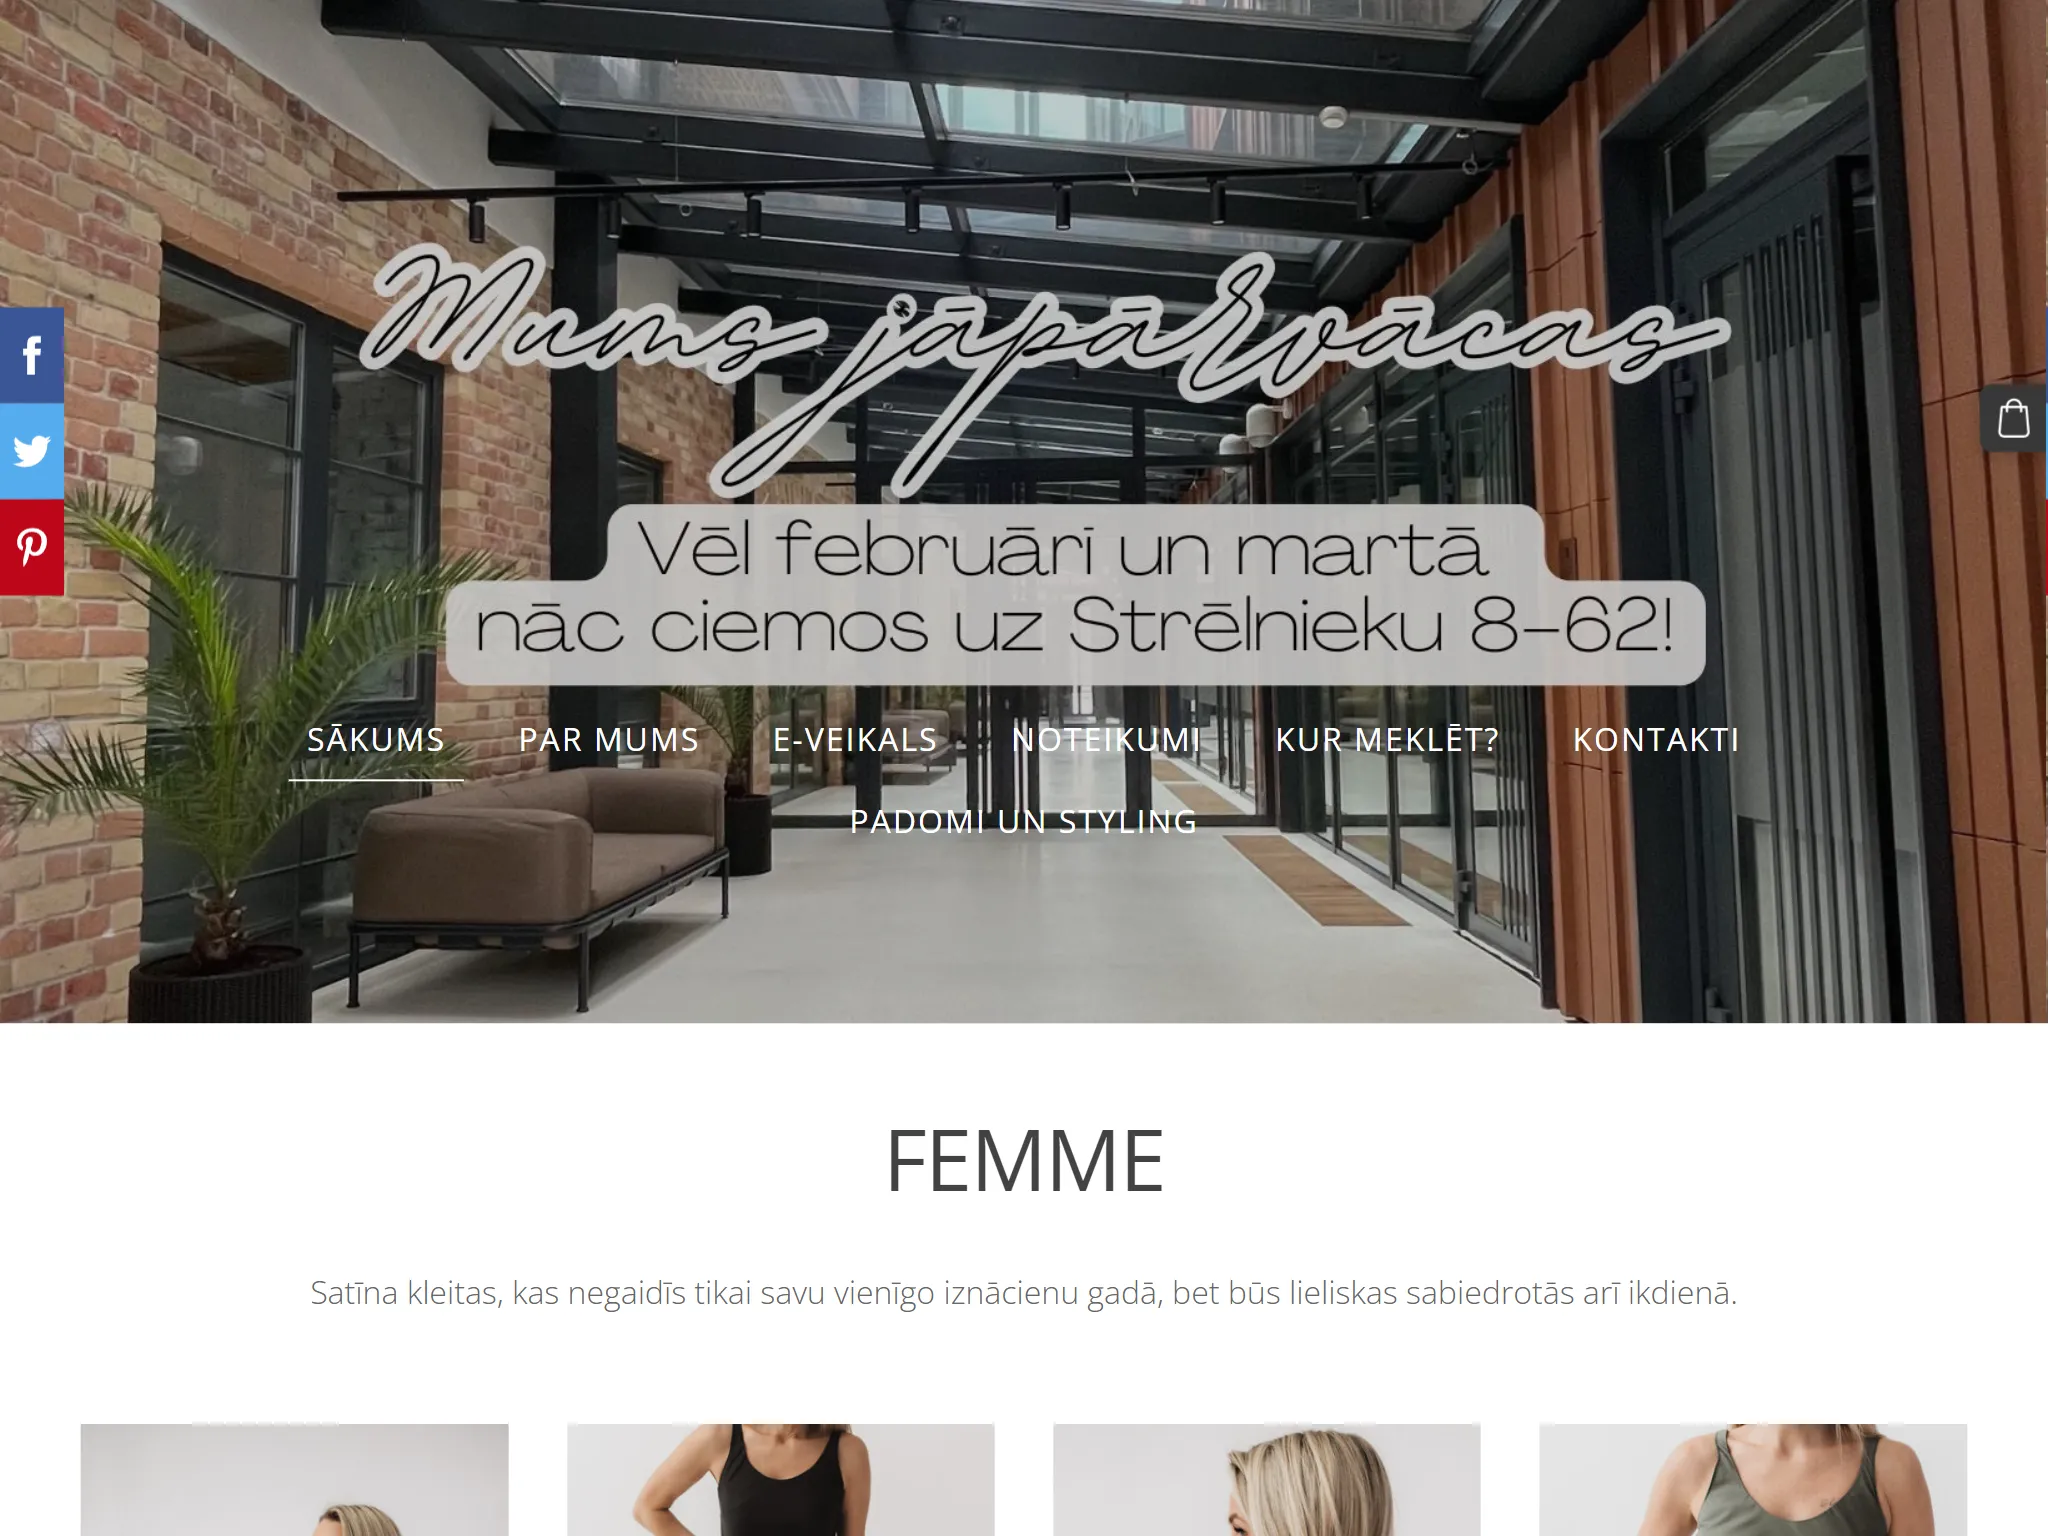 Mums jāpārvācas
Vēl februārī un martā
nāc ciemos uz Strēlnieku 8-62!
SĀKUMS PAR MUMS E-VEIKALS NOTEIKUMI KUR MEKLĒT? KONTAKTI
PADOMI UN STYLING
FEMME
Satīna kleitas, kas negaidīs tikai savu vienīgo iznācienu gadā, bet būs lieliskas sabiedrotās arī ikdienā.